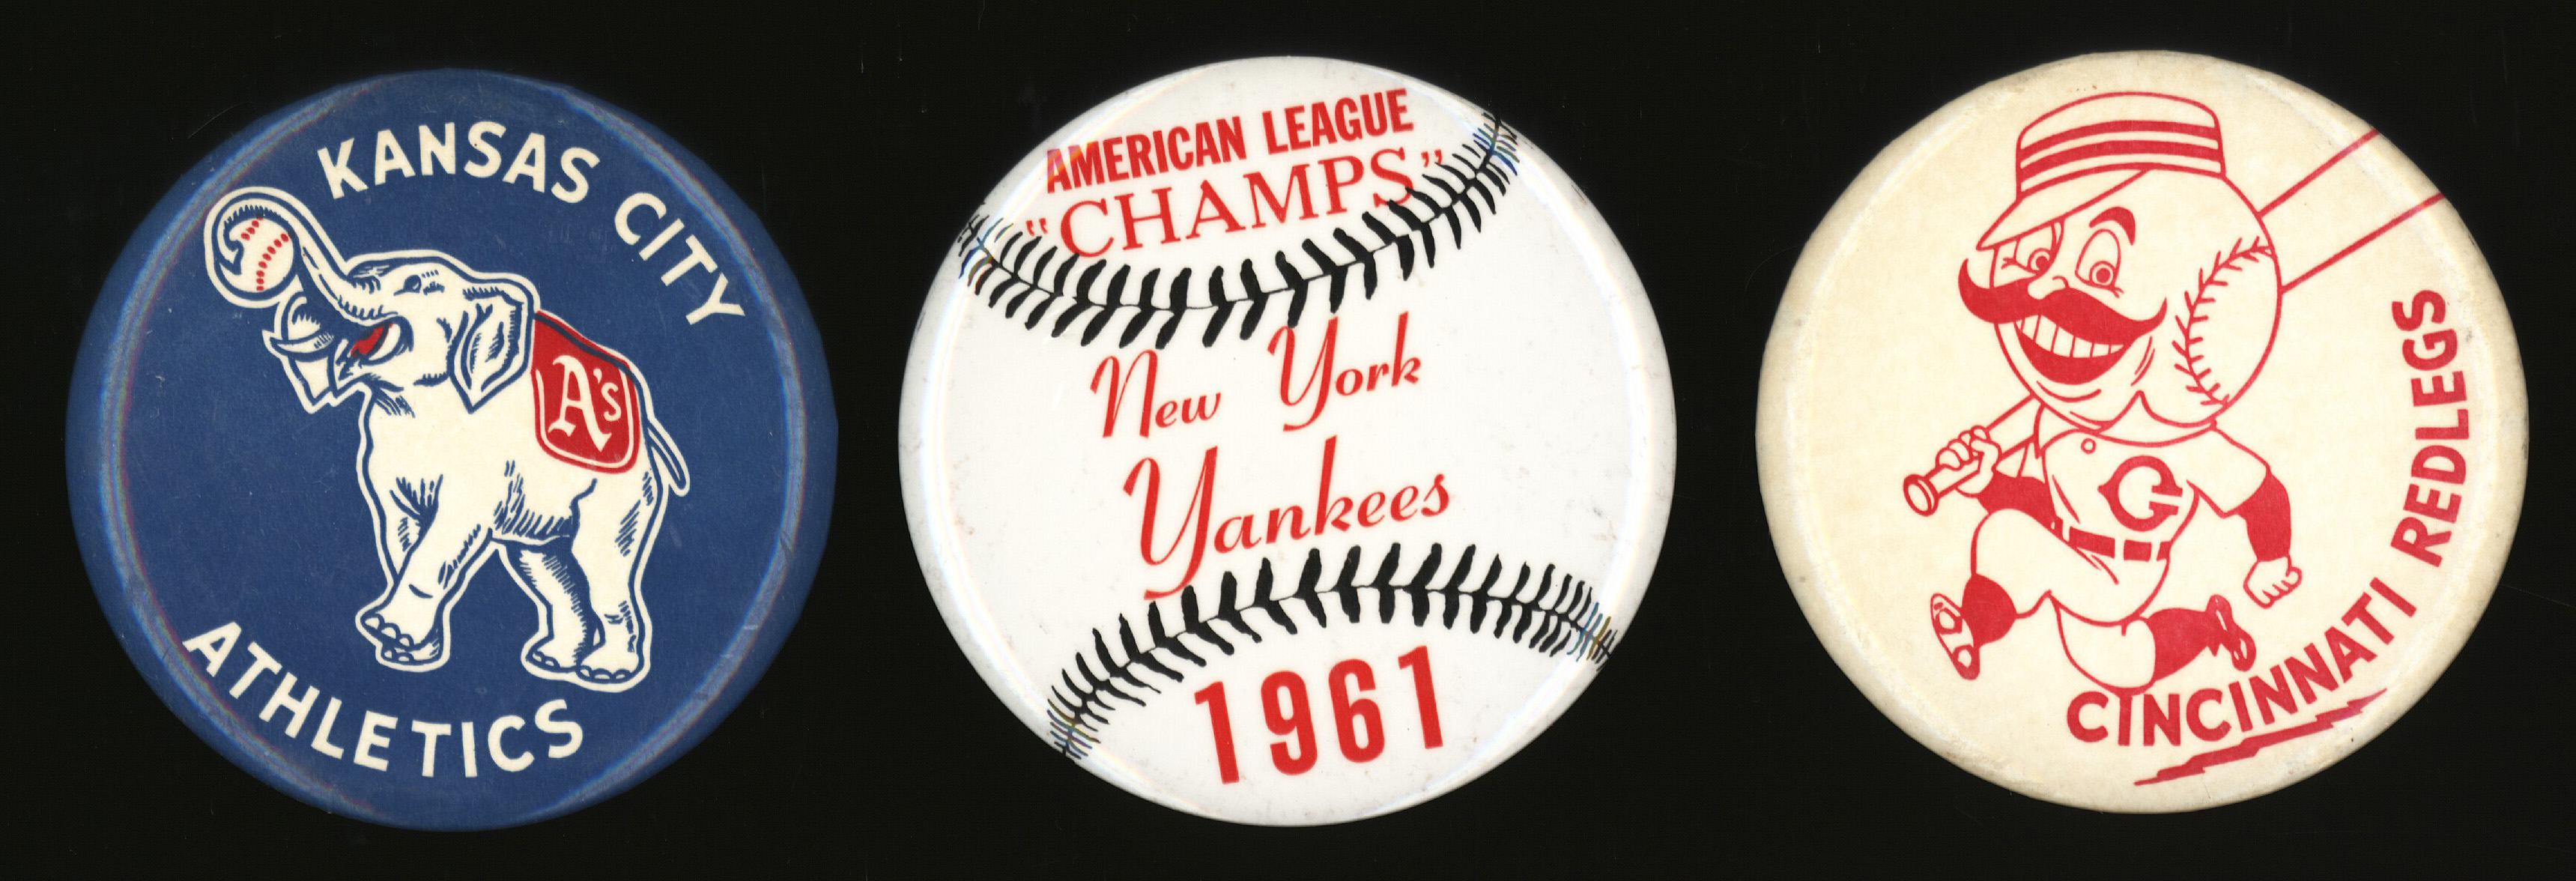 KANSAS CITY
A's
ATHLETICS
AMERICAN LEAGUE
"CHAMPS"
New York
Yankees
1961
C
CINCINNATI REDLEGS